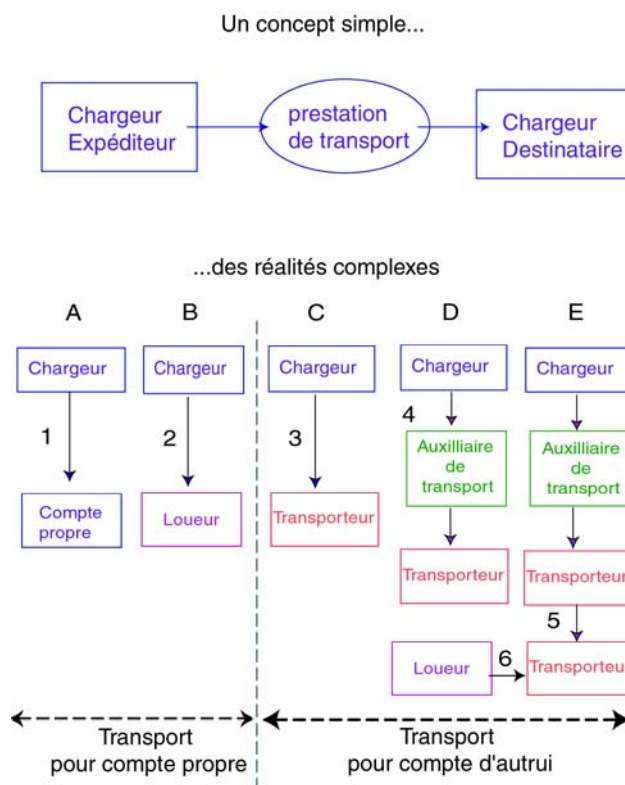 Un concept simple...
Chargeur
Expéditeur
prestation
de transport
Chargeur
Destinataire
...des réalités complexes
A B C D E
Chargeur Chargeur Chargeur Chargeur Chargeur
1 2 3 4
Auxilliaire
de
transport
Auxilliaire
de
transport
Compte
propre
Loueur
Transporteur
Transporteur
Transporteur
5
Loueur
6
Transporteur
Transport
pour compte propre
Transport
pour compte d'autrui